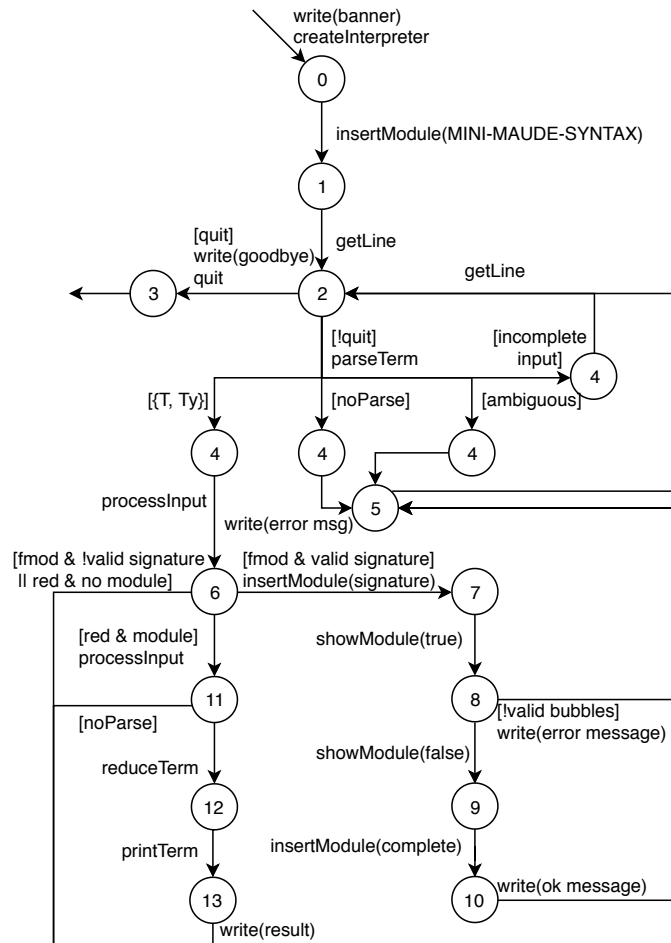 write(banner)
createInterpreter
0
insertModule(MINI-MAUDE-SYNTAX)
1
getLine
[quit]
write(goodbye)
quit
getLine
3
2
[!quit]
parseTerm
[incomplete
input]
4
[{T, Ty}]
[noParse]
[ambiguous]
4
4
4
processInput
write(error msg)
5
[fmod & !valid signature
|| red & no module]
[fmod & valid signature]
insertModule(signature)
6
7
[red & module]
processInput
showModule(true)
11
8
[noParse]
[!valid bubbles]
write(error message)
reduceTerm
showModule(false)
12
9
printTerm
insertModule(complete)
13
10
write(ok message)
write(result)